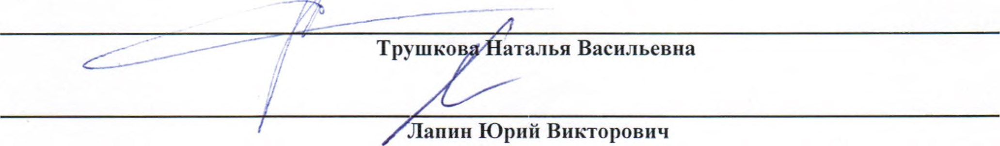 Трушкова Наталья Васильевна
Лапин Юрий Викторович